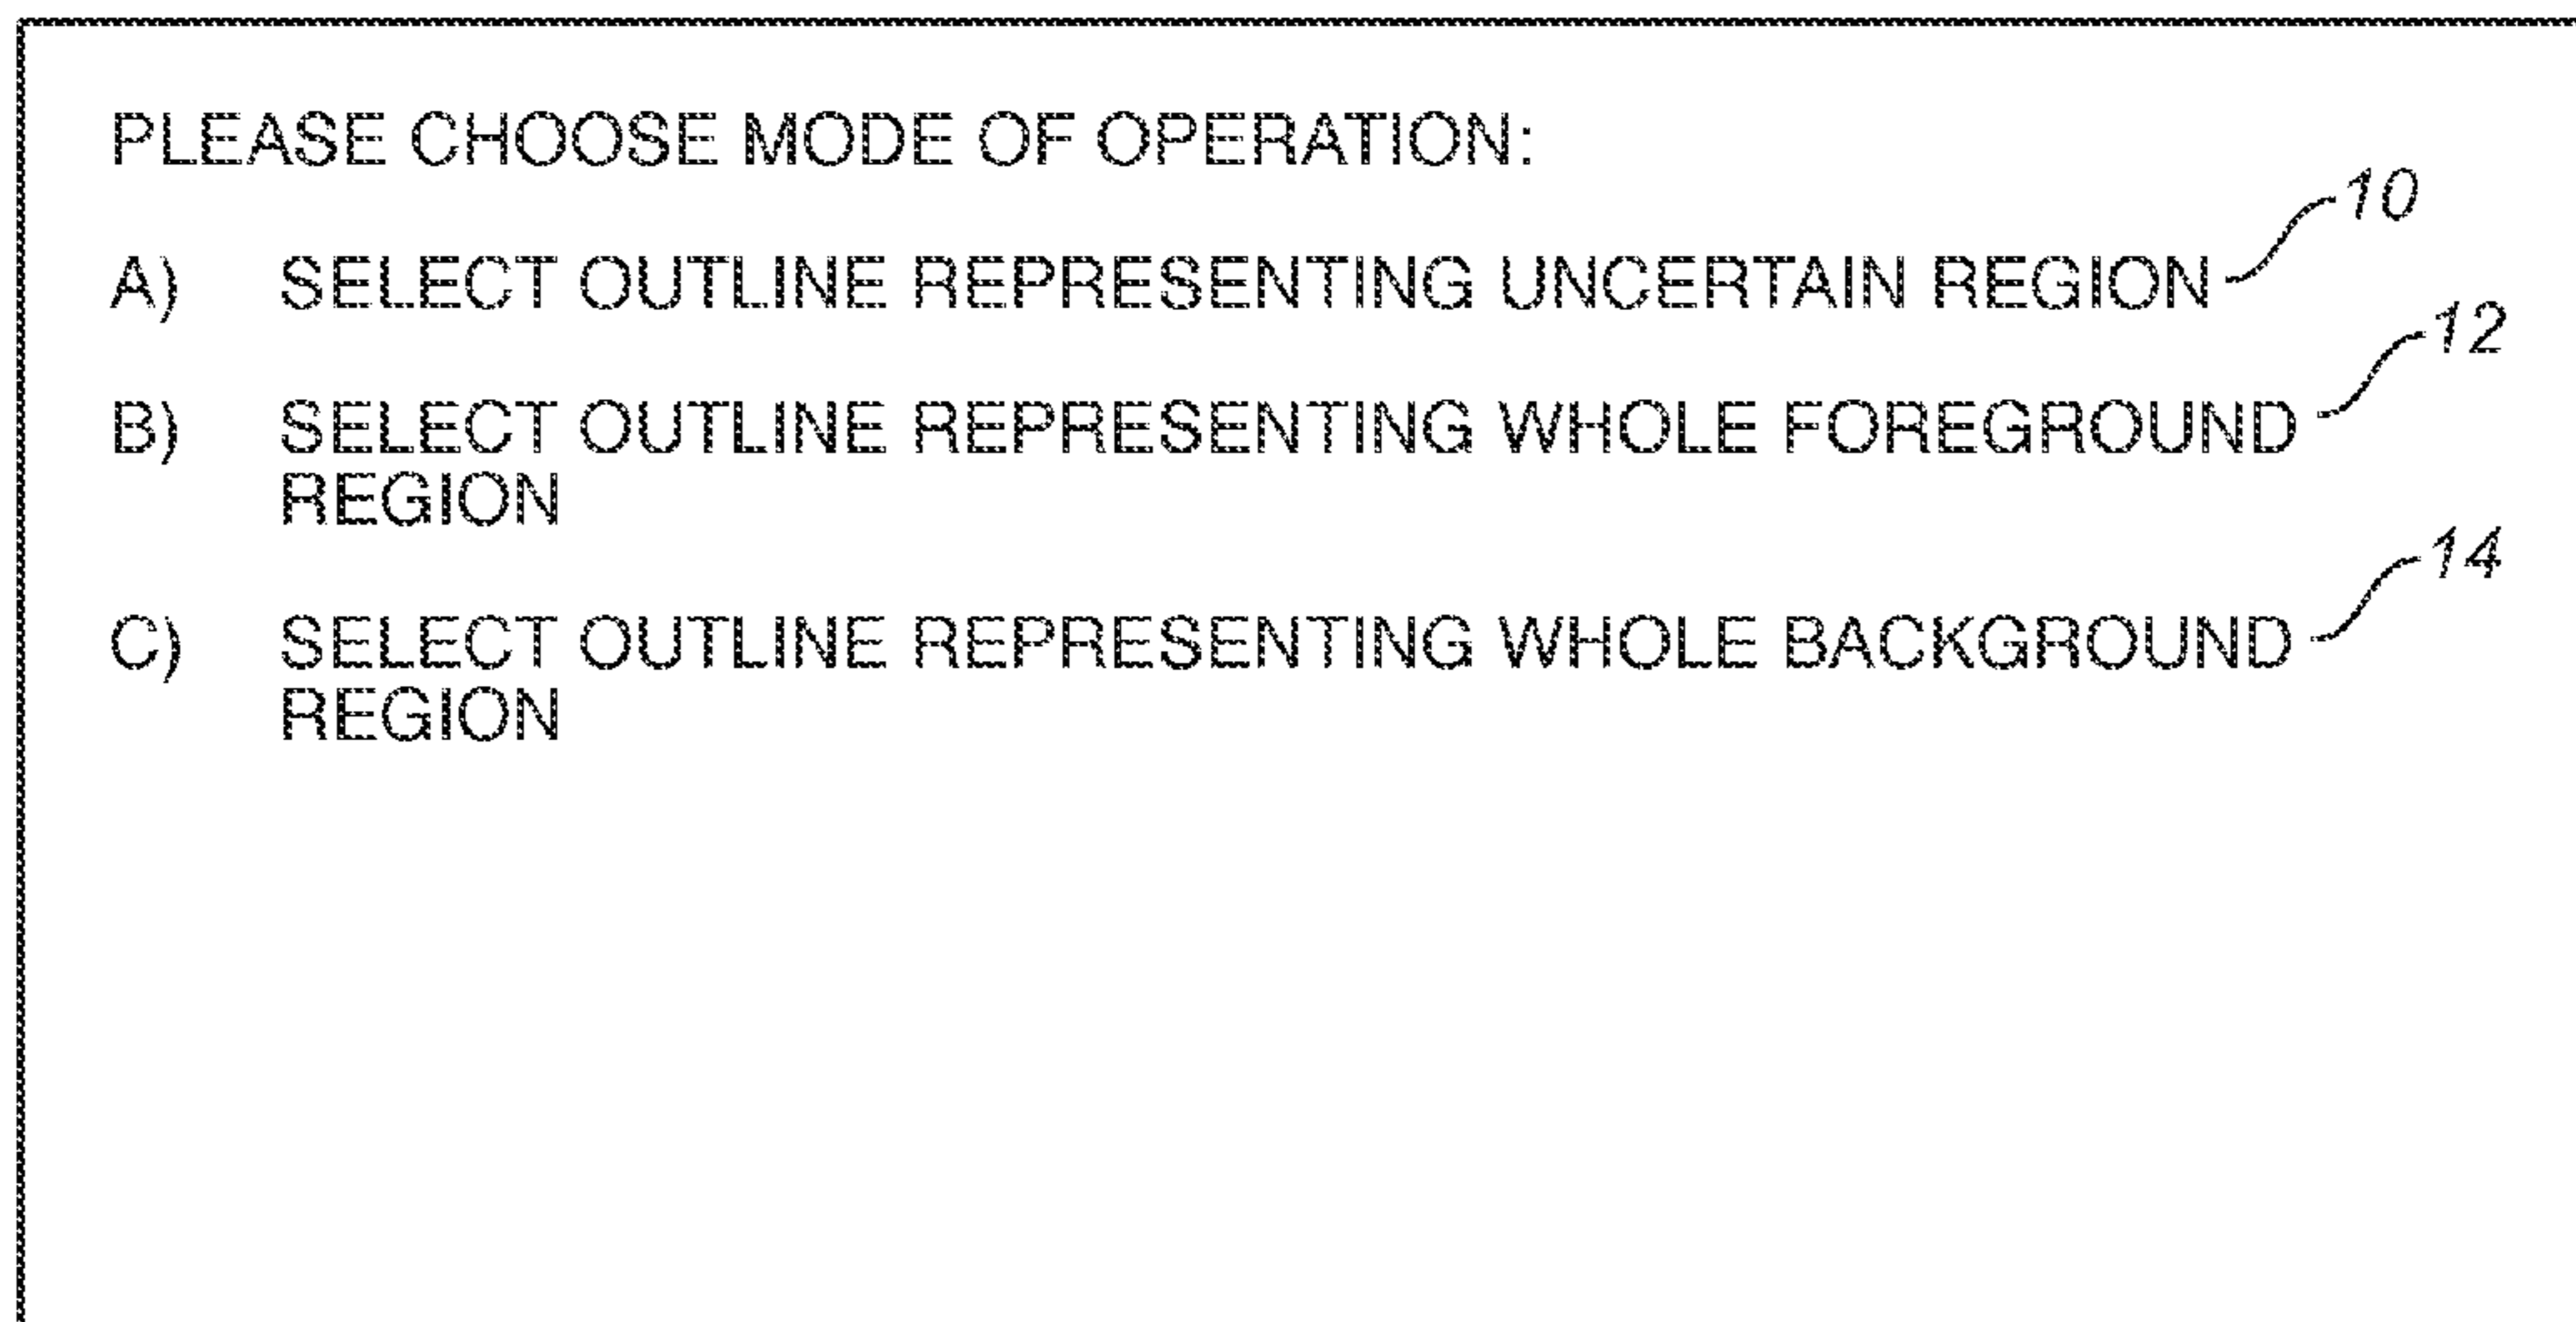 PLEASE CHOOSE MODE OF OPERATION:
10
A) SELECT OUTLINE REPRESENTING UNCERTAIN REGION
12
B) SELECT OUTLINE REPRESENTING WHOLE FOREGROUND
REGION
14
C) SELECT OUTLINE REPRESENTING WHOLE BACKGROUND
REGION